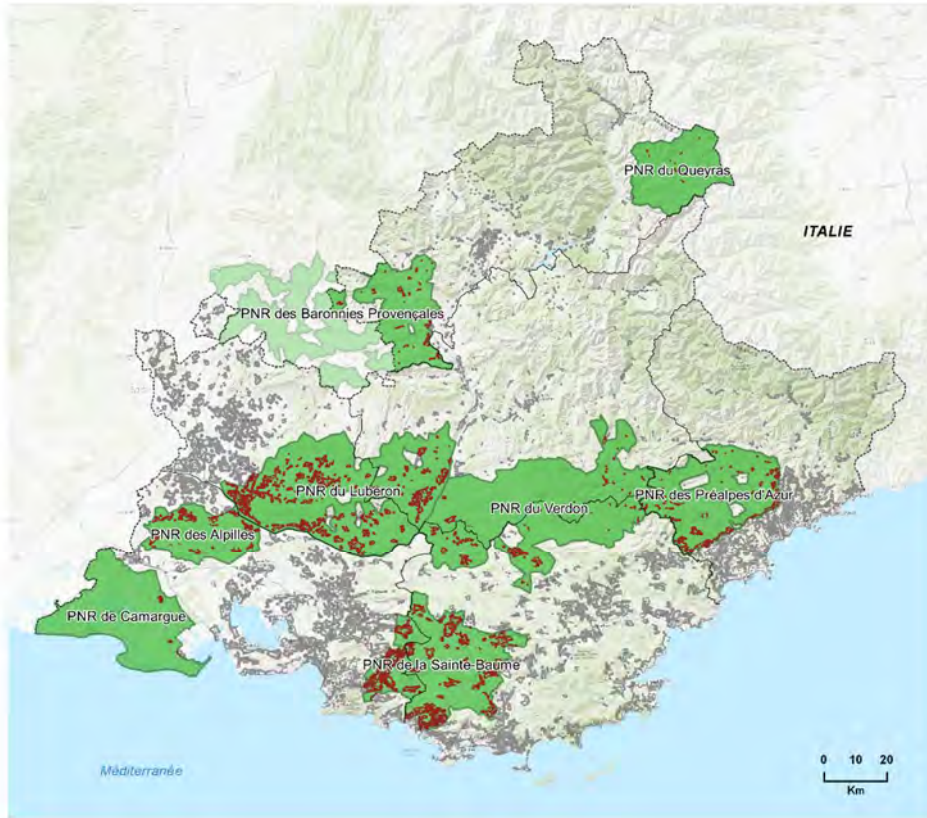 PNR du Queyras
ITALIE
PNR des Baronnies Provençales
PNR du Luberon
PNR des Préalpes d'Azur
PNR du Verdon
PNR des Alpilles
PNR de Camargue
PNR de la Sainte-Baume
Méditerranée
0 10 20
Km